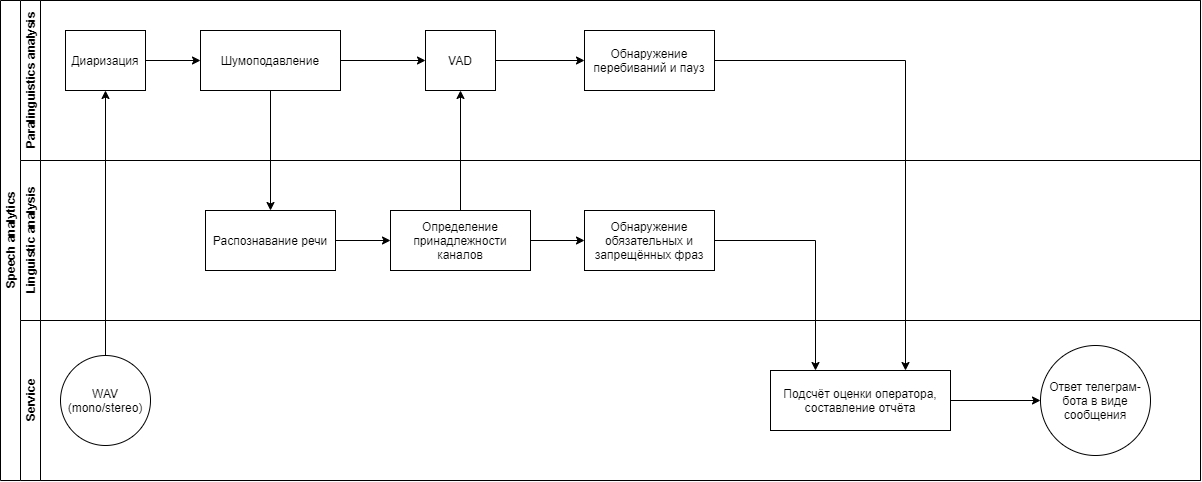 Speech analytics
Paralinguistics analysis
Диаризация
Шумоподавление
VAD
Обнаружение
перебиваний и пауз
Linguistic analysis
Распознавание речи
Определение
принадлежности
каналов
Обнаружение
обязательных и
запрещённых фраз
Service
WAV
(mono/stereo)
Подсчёт оценки оператора,
составление отчёта
Ответ телеграм-
бота в виде
сообщения